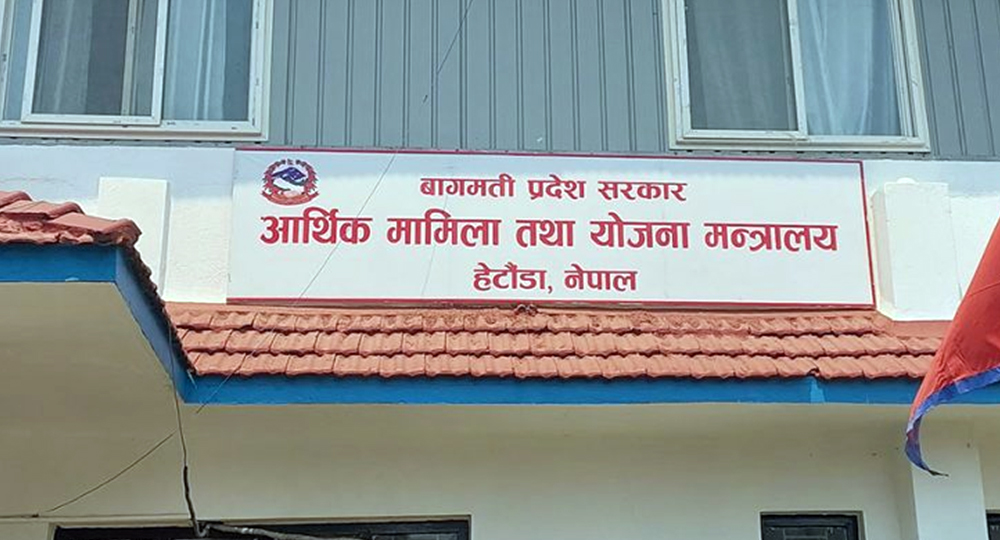 बागमती प्रदेश सरकार
आर्थिक मामिला तथा योजना मन्त्रालय
हेटौंडा, नेपाल